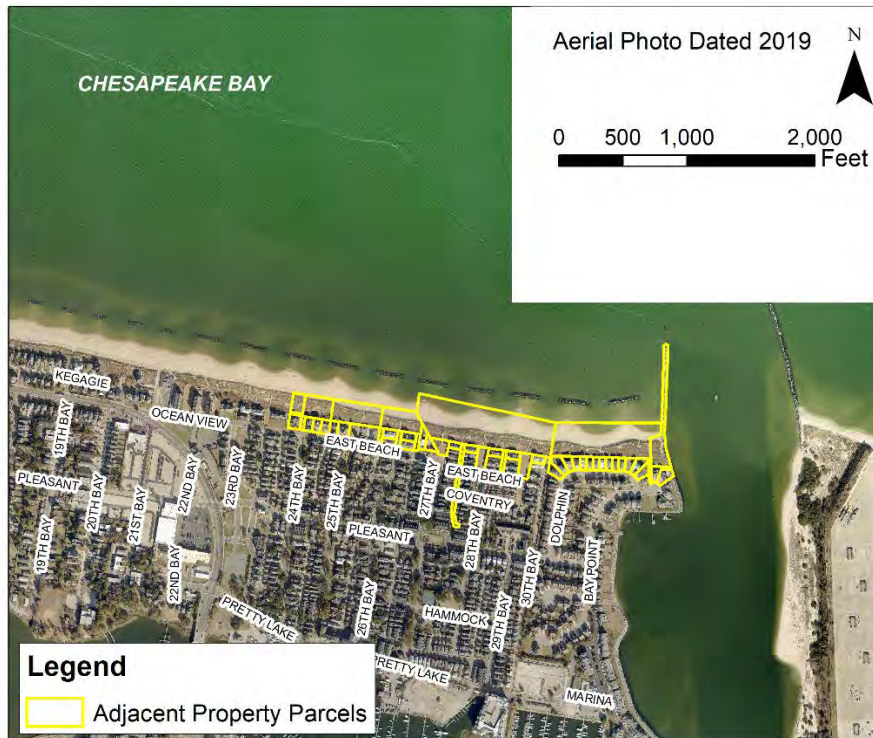 Aerial Photo Dated 2019
N
CHESAPEAKE BAY
0 500 1,000 2,000
Feet
KEGAGIE
OCEAN VIEW
19TH BAY
PLEASANT
20TH BAY
21ST BAY
22ND BAY
23RD BAY
24TH BAY
EAST BEACH
25TH BAY
27TH BAY
EAST BEACH
COVENTRY
DOLPHIN
PLEASANT
28TH BAY
19TH BAY
22ND BAY
30TH BAY
BAY POINT
PRETTY LAKE
26TH BAY
HAMMOCK
29TH BAY
PRETTY LAKE
MARINA
Legend
Adjacent Property Parcels